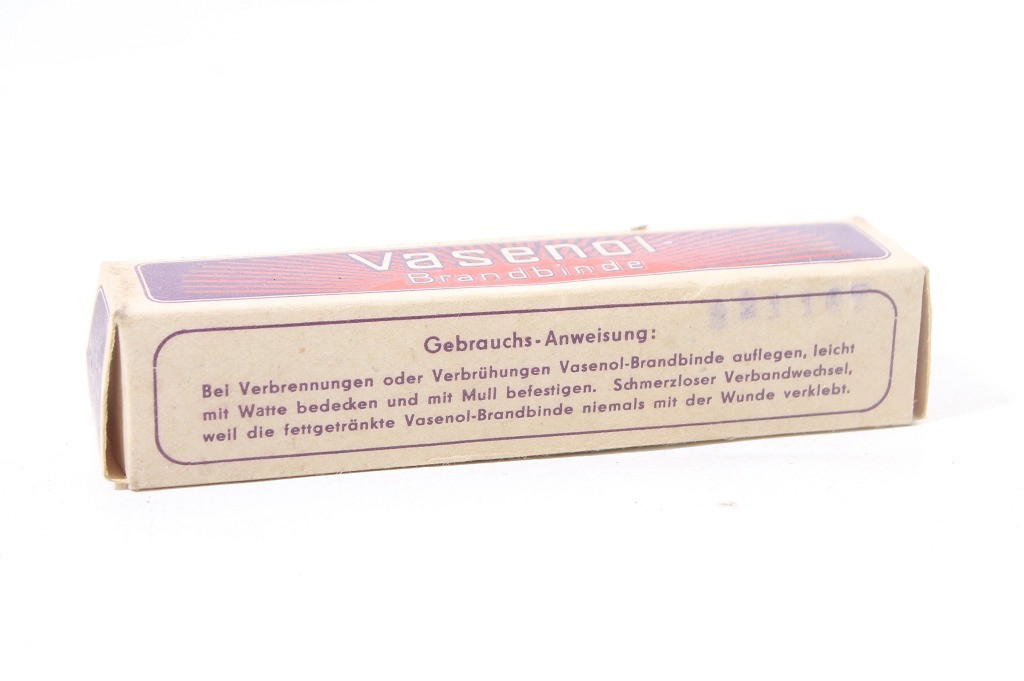 Vasenol
Brandbinde
Gebrauchs-Anweisung:
Bei Verbrennungen oder Verbrühungen Vasenol-Brandbinde auflegen, leicht
mit Watte bedecken und mit Mull befestigen. Schmerzloser Verbandwechsel,
weil die fettgetränkte Vasenol-Brandbinde niemals mit der Wunde verklebt.